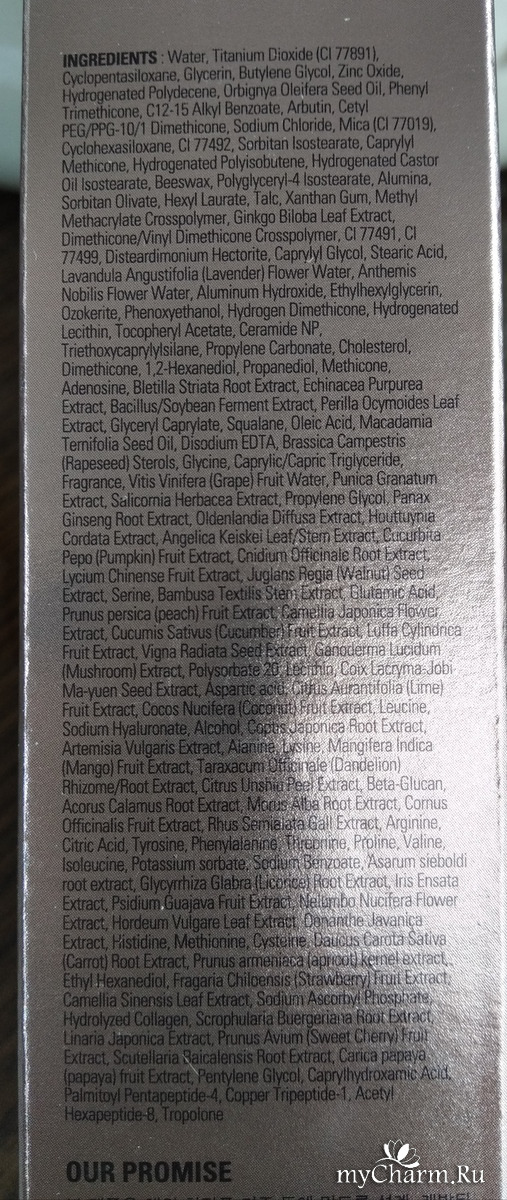 INGREDIENTS : Water, Titanium Dioxide (CI 77891),
Cyclopentasiloxane, Glycerin, Butylene Glycol, Zinc Oxide,
Hydrogenated Polydecene, Orbignya Oleifera Seed Oil, Phenyl
Trimethicone, C12-15 Alkyl Benzoate, Arbutin, Cetyl
PEG/PPG-10/1 Dimethicone, Sodium Chloride, Mica (CI 77019),
Cyclohexasiloxane, CI 77492, Sorbitan Isostearate, Caprylyl
Methicone, Hydrogenated Polyisobutene, Hydrogenated Castor
Oil Isostearate, Beeswax, Polyglyceryl-4 Isostearate, Alumina,
Sorbitan Olivate, Hexyl Laurate, Talc, Xanthan Gum, Methyl
Methacrylate Crosspolymer, Ginkgo Biloba Leaf Extract,
Dimethicone/Vinyl Dimethicone Crosspolymer, CI 77491, CI
77499, Disteardimonium Hectorite, Caprylyl Glycol, Stearic Acid,
Lavandula Angustifolia (Lavender) Flower Water, Anthemis
Nobilis Flower Water, Aluminum Hydroxide, Ethylhexylglycerin,
Ozokerite, Phenoxyethanol, Hydrogen Dimethicone, Hydrogenated
Lecithin, Tocopheryl Acetate, Ceramide NP,
Triethoxycaprylylsilane, Propylene Carbonate, Cholesterol,
Dimethicone, 1,2-Hexanediol, Propanediol, Methicone,
Adenosine, Bletilla Striata Root Extract, Echinacea Purpurea
Extract, Bacillus/Soybean Ferment Extract, Perilla Ocymoides Leaf
Extract, Glyceryl Caprylate, Squalane, Oleic Acid, Macadamia
Ternifolia Seed Oil, Disodium EDTA, Brassica Campestris
(Rapeseed) Sterols, Glycine, Caprylic/Capric Triglyceride,
Fragrance, Vitis Vinifera (Grape) Fruit Water, Punica Granatum
Extract, Salicornia Herbacea Extract, Propylene Glycol, Panax
Ginseng Root Extract, Oldenlandia Diffusa Extract, Houttuynia
Cordata Extract, Angelica Keiskei Leaf/Stem Extract, Cucurbita
Pepo (Pumpkin) Fruit Extract, Cnidium Officinale Root Extract,
Lycium Chinense Fruit Extract, Juglans Regia (Walnut) Seed
Extract, Serine, Bambusa Textilis Stem Extract, Glutamic Acid,
Prunus persica (peach) Fruit Extract, Camellia Japonica Flower
Extract, Cucumis Sativus (Cucumber) Fruit Extract, Luffa Cylindrica
Fruit Extract, Vigna Radiata Seed Extract, Ganoderma Lucidum
(Mushroom) Extract, Polysorbate 20, Lecithin, Coix Lacryma-Jobi
Ma-yuen Seed Extract, Aspartic acid, Citrus Aurantifolia (Lime)
Fruit Extract, Cocos Nucifera (Coconut) Fruit Extract, Leucine,
Sodium Hyaluronate, Alcohol, Coptis Japonica Root Extract,
Artemisia Vulgaris Extract, Alanine, Lysine, Mangifera Indica
(Mango) Fruit Extract, Taraxacum Officinale (Dandelion)
Rhizome/Root Extract, Citrus Unshiu Peel Extract, Beta-Glucan,
Acorus Calamus Root Extract, Morus Alba Root Extract, Cornus
Officinalis Fruit Extract, Rhus Semialata Gall Extract, Arginine,
Citric Acid, Tyrosine, Phenylalanine, Threonine, Proline, Valine,
Isoleucine, Potassium sorbate, Sodium Benzoate, Asarum sieboldi
root extract, Glycyrrhiza Glabra (Licorice) Root Extract, Iris Ensata
Extract, Psidium Guajava Fruit Extract, Nelumbo Nucifera Flower
Extract, Hordeum Vulgare Leaf Extract, Oenanthe Javanica
Extract, Histidine, Methionine, Cysteine, Daucus Carota Sativa
(Carrot) Root Extract, Prunus armeniaca (apricot) kernel extract,
Ethyl Hexanediol, Fragaria Chiloensis (Strawberry) Fruit Extract,
Camellia Sinensis Leaf Extract, Sodium Ascorbyl Phosphate,
Hydrolyzed Collagen, Scrophularia Buergeriana Root Extract,
Linaria Japonica Extract, Prunus Avium (Sweet Cherry) Fruit
Extract, Scutellaria Baicalensis Root Extract, Carica papaya
(papaya) fruit Extract, Pentylene Glycol, Caprylhydroxamic Acid,
Palmitoyl Pentapeptide-4, Copper Tripeptide-1, Acetyl
Hexapeptide-8, Tropolone
OUR PROMISE
myCharm.Ru